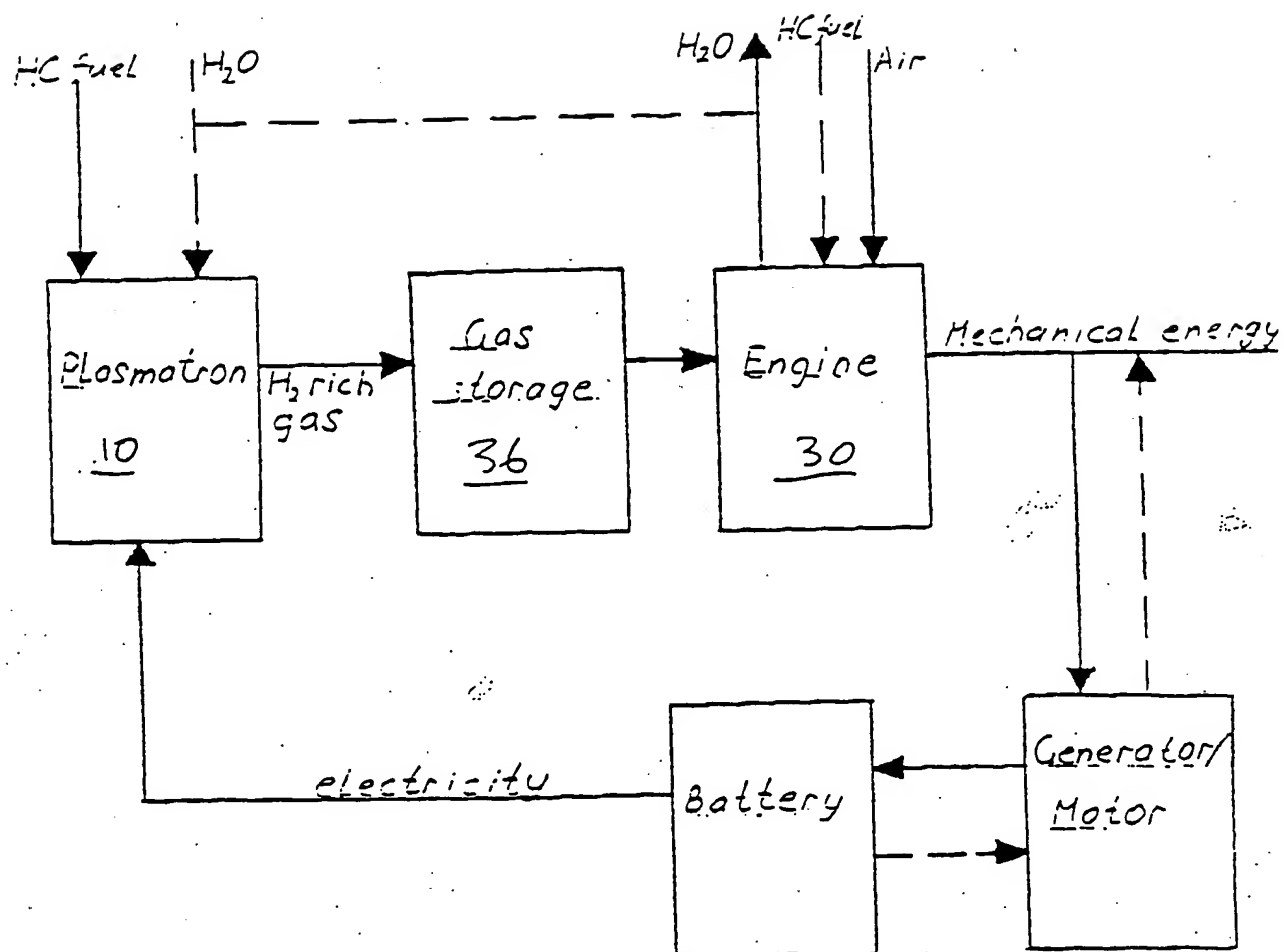 HC fuel
H₂O
H₂O
HC fuel
Air
Plasmatron
10
H₂ rich
gas
Gas
storage
36
Engine
30
Mechanical energy
electricity
Battery
Generator/
Motor